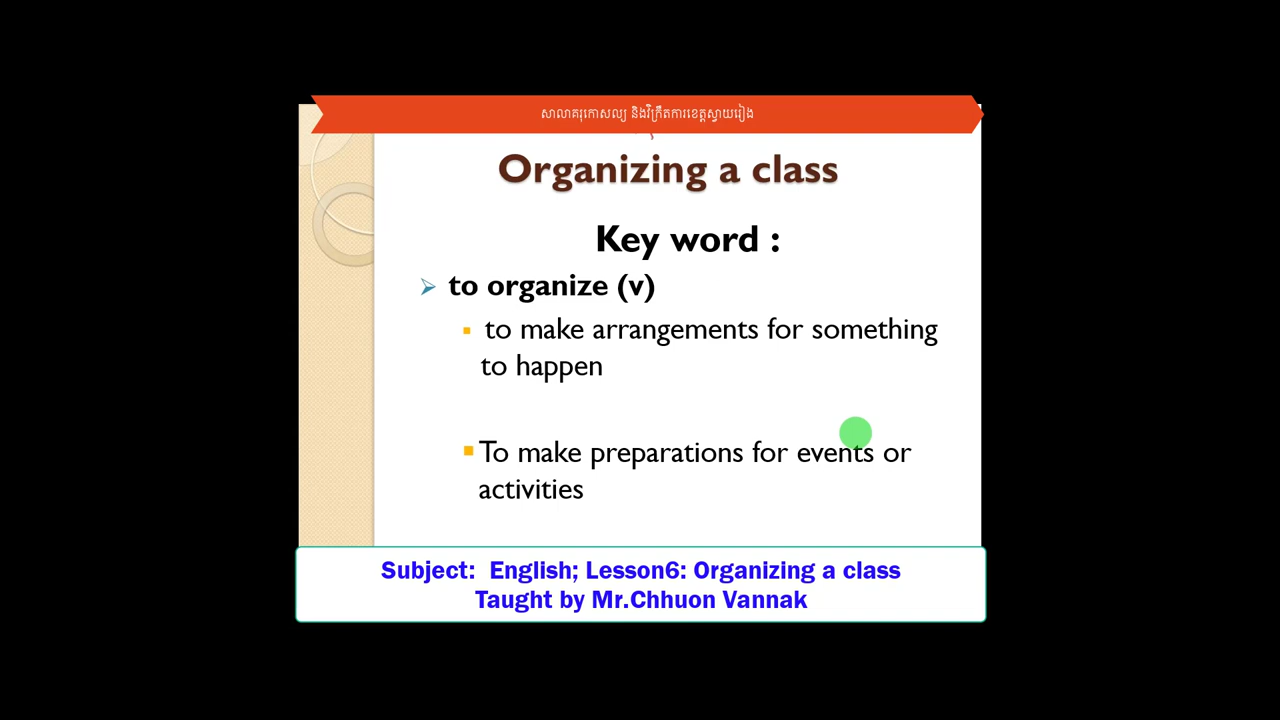 សាលាគរុកោសល្យ និងវិក្រឹតការខេត្តស្វាយរៀង
Organizing a class
Key word :
to organize (v)
to make arrangements for something
to happen
To make preparations for events or
activities
Subject:  English; Lesson6: Organizing a class
Taught by Mr.Chhuon Vannak